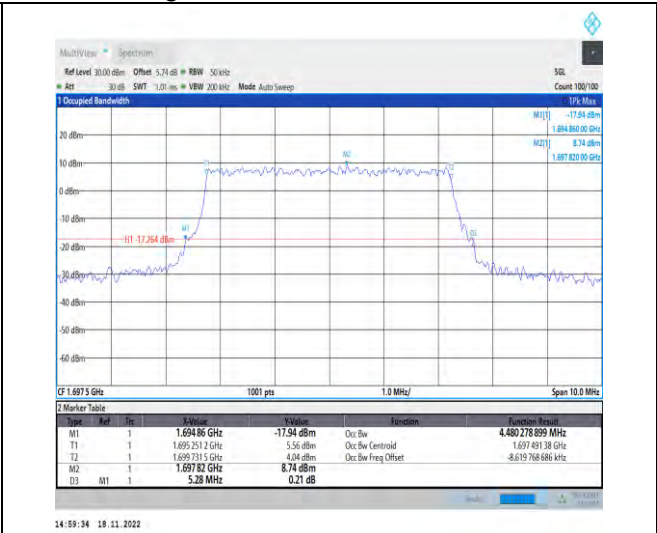 MultiView Spectrum
Ref Level 30.00 dBm Offset 5.74 dB RBW 50 kHz SGL
Att 30 dB SWT 1.01 ms VBW 200 kHz Mode Auto Sweep Count 100/100
1 Occupied Bandwidth 1Pk Max
M1[1] -17.94 dBm
1.694 860 00 GHz
M2[1] 8.74 dBm
1.697 820 00 GHz
20 dBm
M2
10 dBm
T1 T2
0 dBm
-10 dBm
M1
H1 -17.264 dBm
D3
-20 dBm
-30 dBm
-40 dBm
-50 dBm
-60 dBm
CF 1.697 5 GHz 1001 pts 1.0 MHz/ Span 10.0 MHz
2 Marker Table
Type Ref Trc X-Value Y-Value Function Function Result
M1 1 1.694 86 GHz -17.94 dBm Occ Bw 4.480 278 899 MHz
T1 1 1.695 251 2 GHz 5.56 dBm Occ Bw Centroid 1.697 491 38 GHz
T2 1 1.699 731 5 GHz 4.04 dBm Occ Bw Freq Offset -8.619 768 686 kHz
M2 1 1.697 82 GHz 8.74 dBm
D3 M1 1 5.28 MHz 0.21 dB
14:59:34 18.11.2022